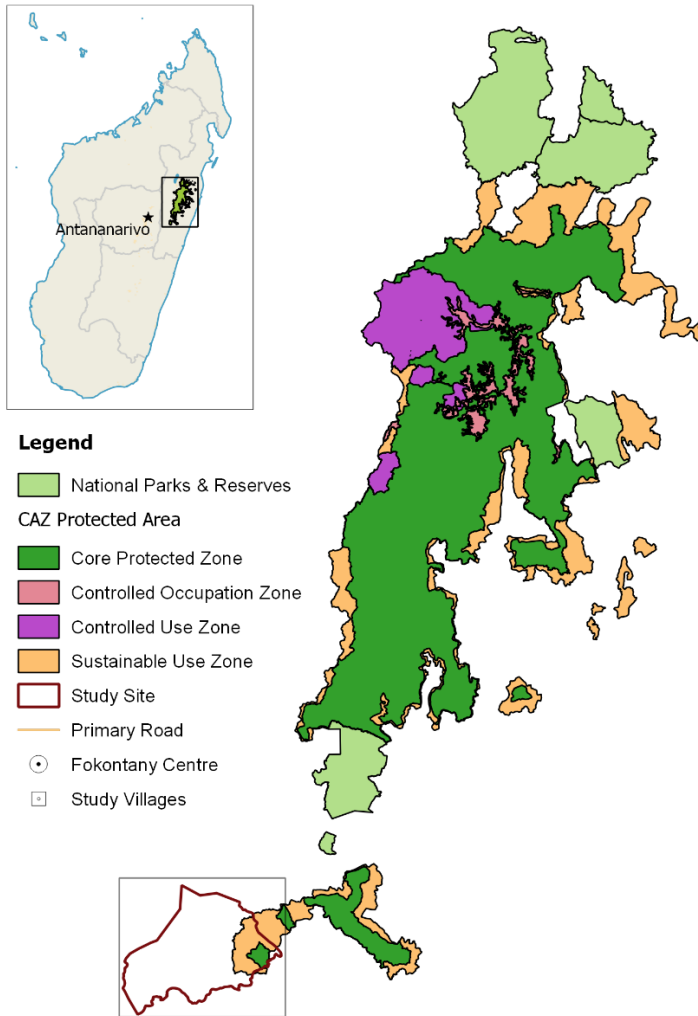 Antananarivo
Legend
National Parks & Reserves
CAZ Protected Area
Core Protected Zone
Controlled Occupation Zone
Controlled Use Zone
Sustainable Use Zone
Study Site
Primary Road
Fokontany Centre
Study Villages